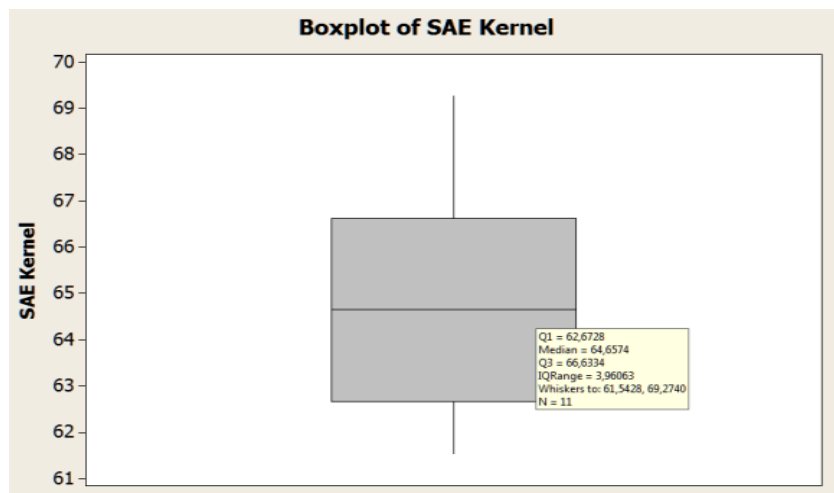 Boxplot of SAE Kernel
70
69
68
67
66
65
64
63
62
61
SAE Kernel
Q1 = 62,6728
Median = 64,6574
Q3 = 66,6334
IQRange = 3,96063
Whiskers to: 61,5428, 69,2740
N = 11